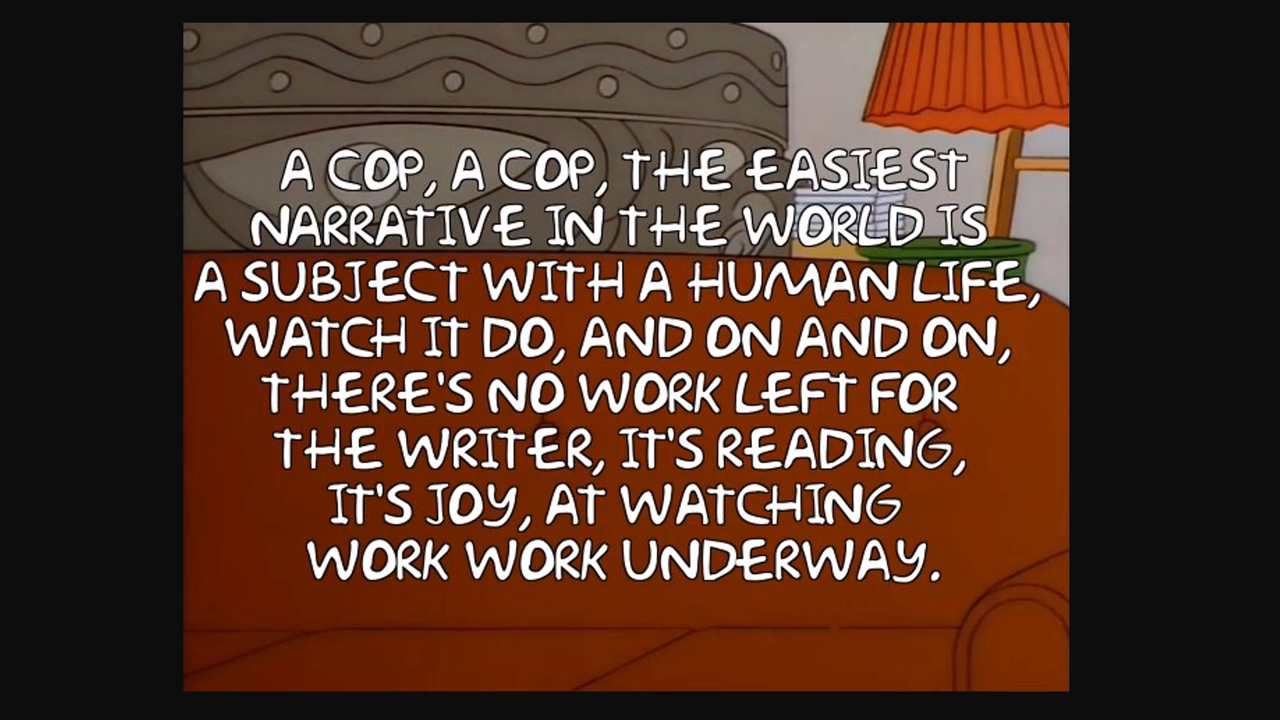 A COP, A COP, THE EASIEST
NARRATIVE IN THE WORLD IS
A SUBJECT WITH A HUMAN LIFE,
WATCH IT DO, AND ON AND ON,
THERE'S NO WORK LEFT FOR
THE WRITER, IT'S READING,
IT'S JOY, AT WATCHING
WORK WORK UNDERWAY.